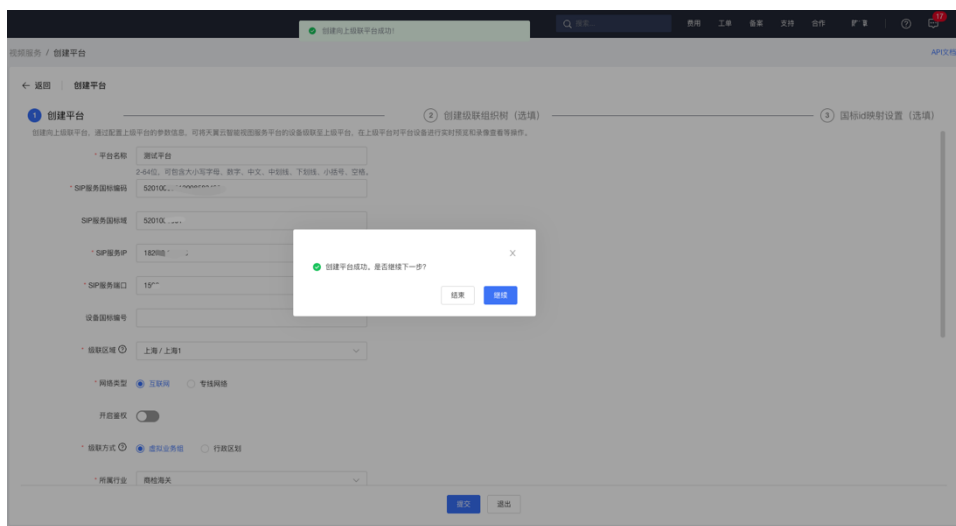 创建向上级联平台成功!
搜索...
费用 工单 备案 支持 合作
17
视频服务 / 创建平台
API文档
← 返回 创建平台
1 创建平台
2 创建级联组织树（选填）
3 国标id映射设置（选填）
创建向上级联平台，通过配置上级平台的参数信息，可将天翼云智能视图服务平台的设备级联至上级平台，在上级平台对平台设备进行实时预览和录像查看等操作。
* 平台名称 测试平台
2-64位，可包含大小写字母、数字、中文、中划线、下划线、小括号、空格。
* SIP服务国标编码
SIP服务国标域
* SIP服务IP
* SIP服务端口
设备国标编号
* 级联区域 上海 / 上海1
* 网络类型 互联网 专线网络
开启鉴权
* 级联方式 虚拟业务组 行政区划
* 所属行业 商检海关
创建平台成功，是否继续下一步?
结束 继续
提交 退出